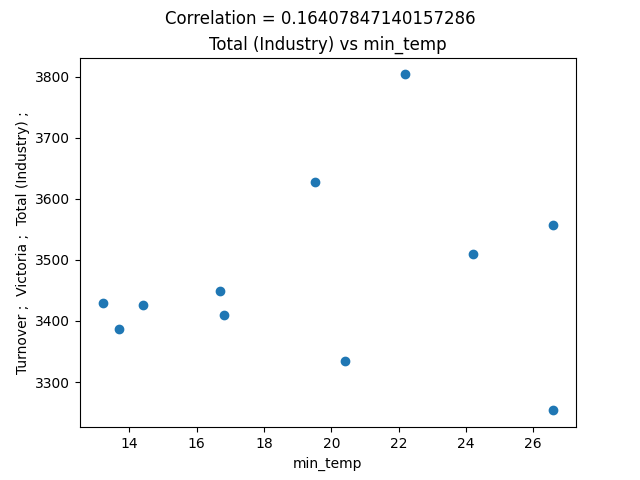 Correlation = 0.16407847140157286
Total (Industry) vs min_temp
Turnover ;  Victoria ;  Total (Industry) ;
3800
3700
3600
3500
3400
3300
14 16 18 20 22 24 26
min_temp